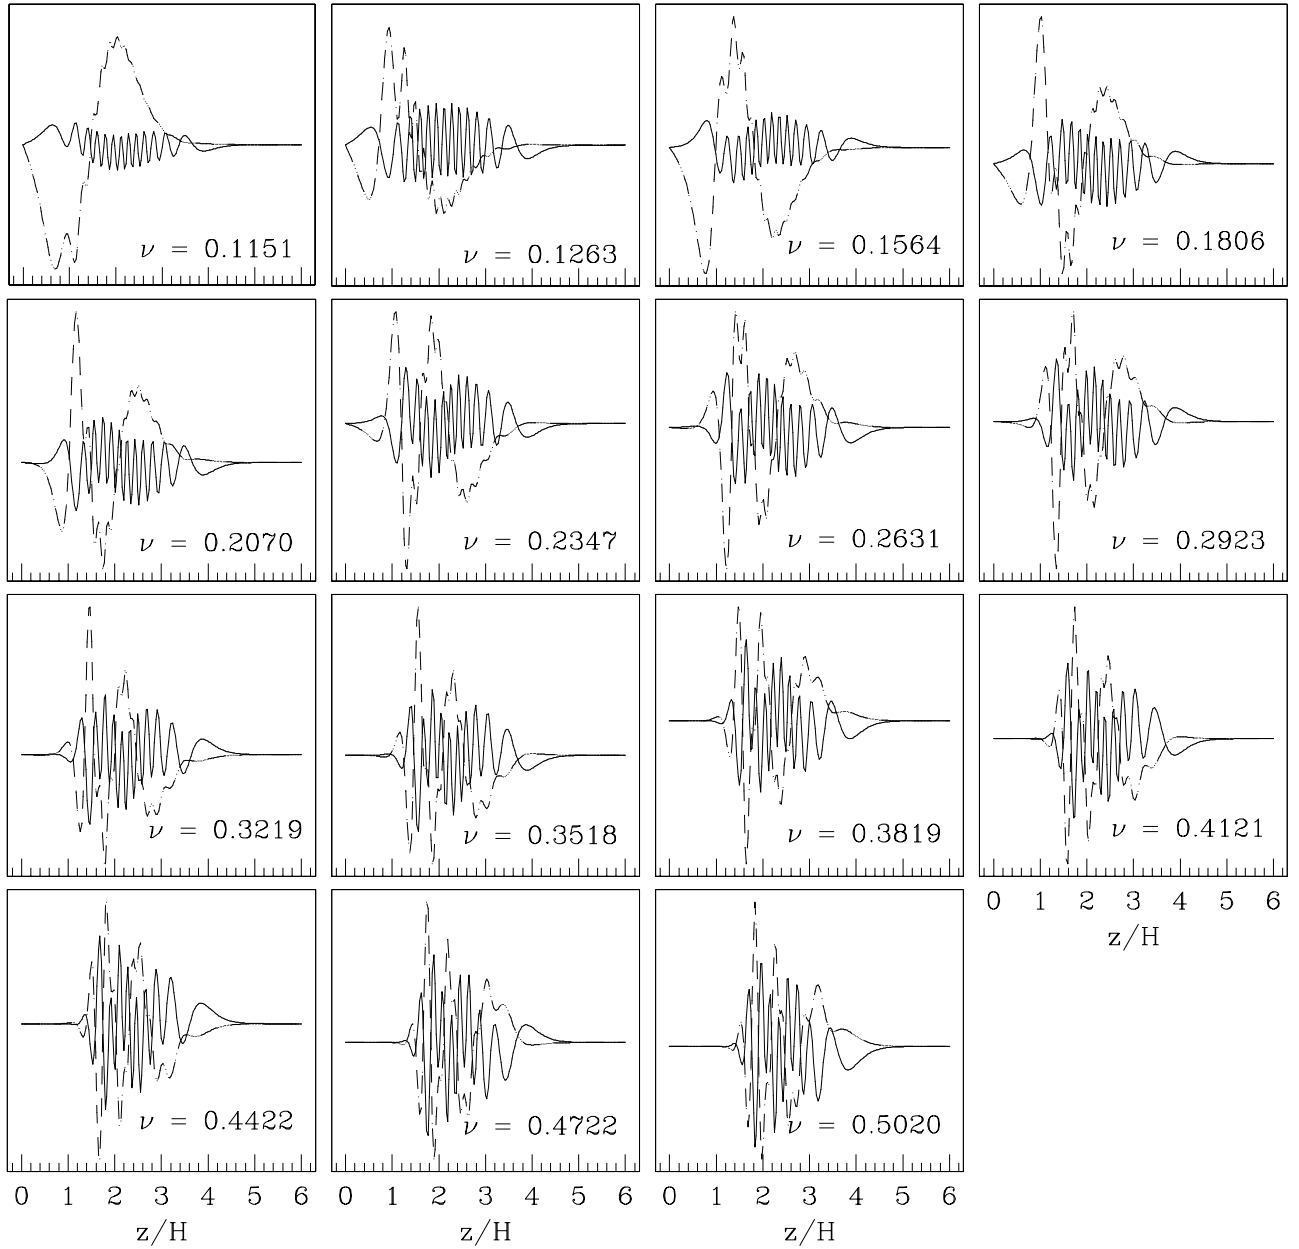 ν = 0.1151
ν = 0.1263
ν = 0.1564
ν = 0.1806
ν = 0.2070
ν = 0.2347
ν = 0.2631
ν = 0.2923
ν = 0.3219
ν = 0.3518
ν = 0.3819
ν = 0.4121
0 1 2 3 4 5 6
z/H
ν = 0.4422
ν = 0.4722
ν = 0.5020
0 1 2 3 4 5 6
0 1 2 3 4 5 6
0 1 2 3 4 5 6
z/H
z/H
z/H